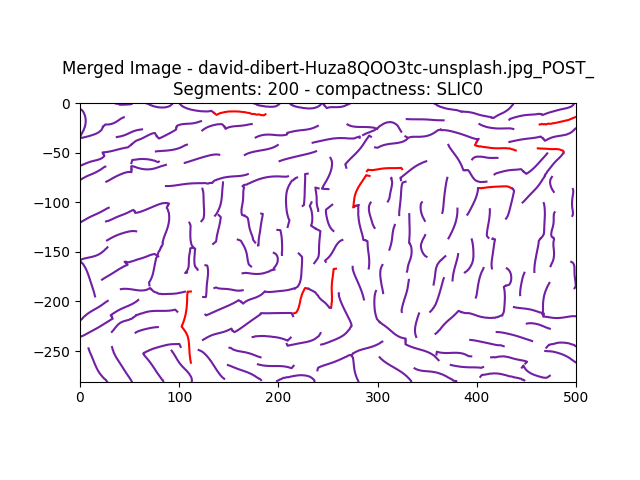 Merged Image - david-dibert-Huza8QOO3tc-unsplash.jpg_POST_
Segments: 200 - compactness: SLIC0
0
−50
−100
−150
−200
−250
0 100 200 300 400 500